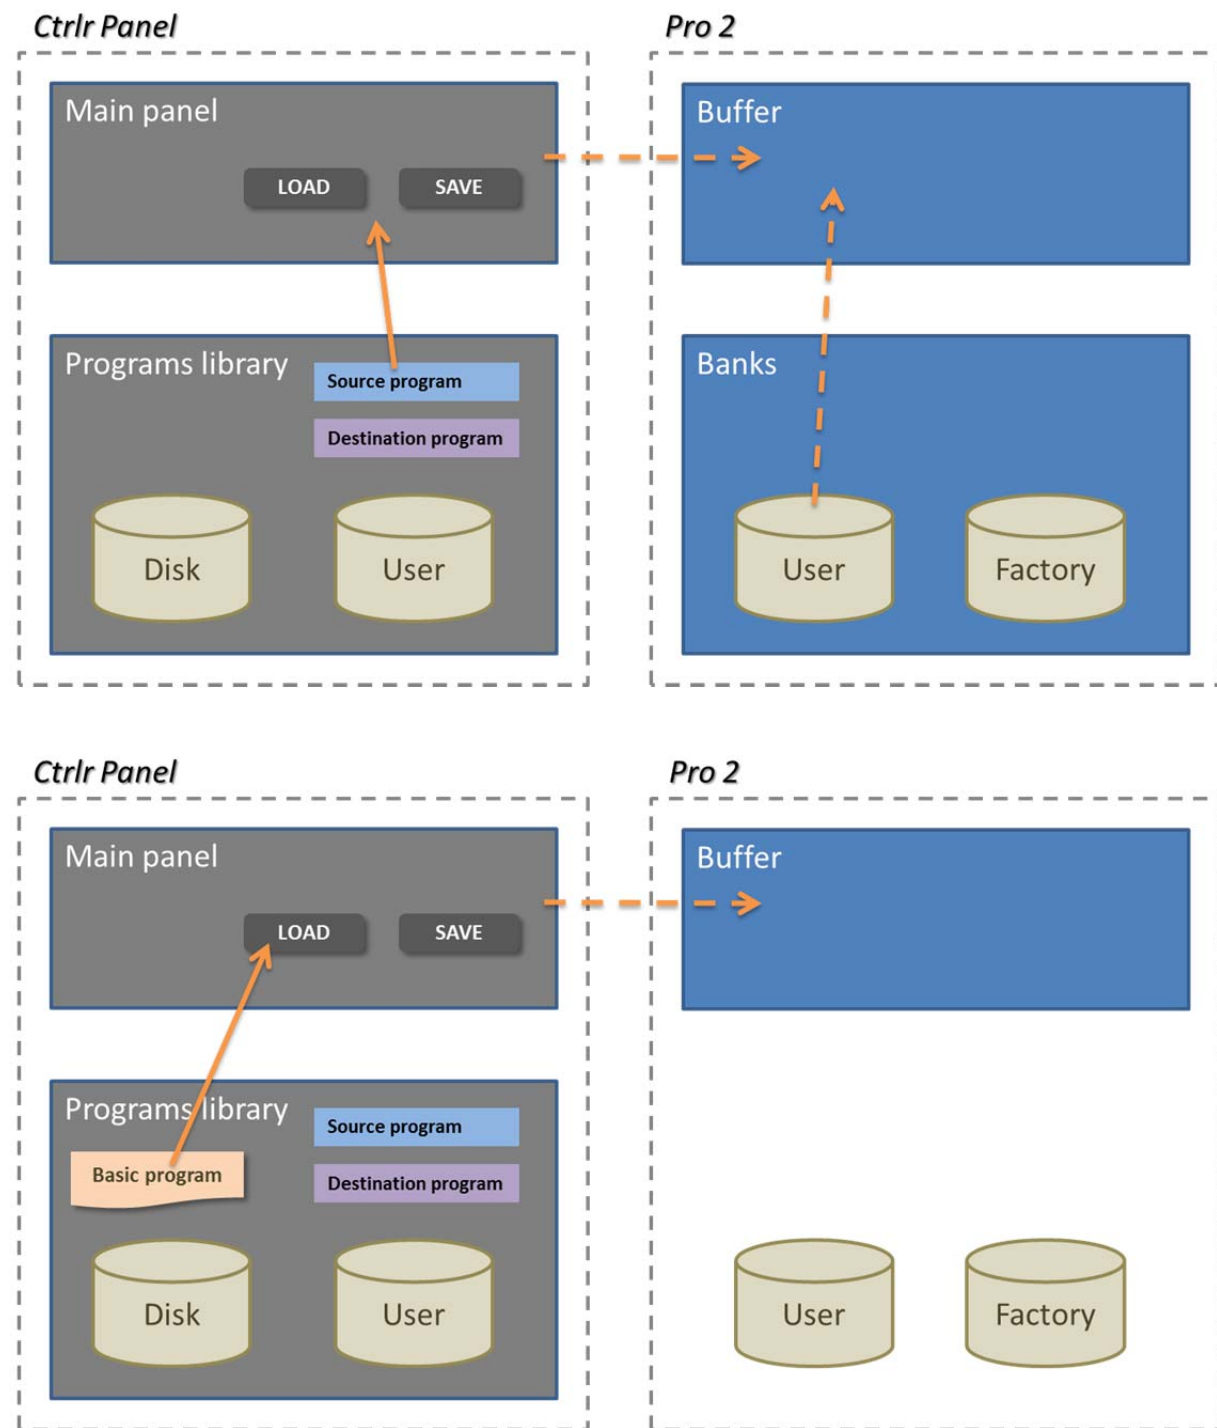 Ctrlr Panel
Pro 2
Main panel
LOAD
SAVE
Buffer
Programs library
Source program
Destination program
Disk
User
Banks
User
Factory
Ctrlr Panel
Pro 2
Main panel
LOAD
SAVE
Buffer
Programs library
Source program
Basic program
Destination program
Disk
User
User
Factory